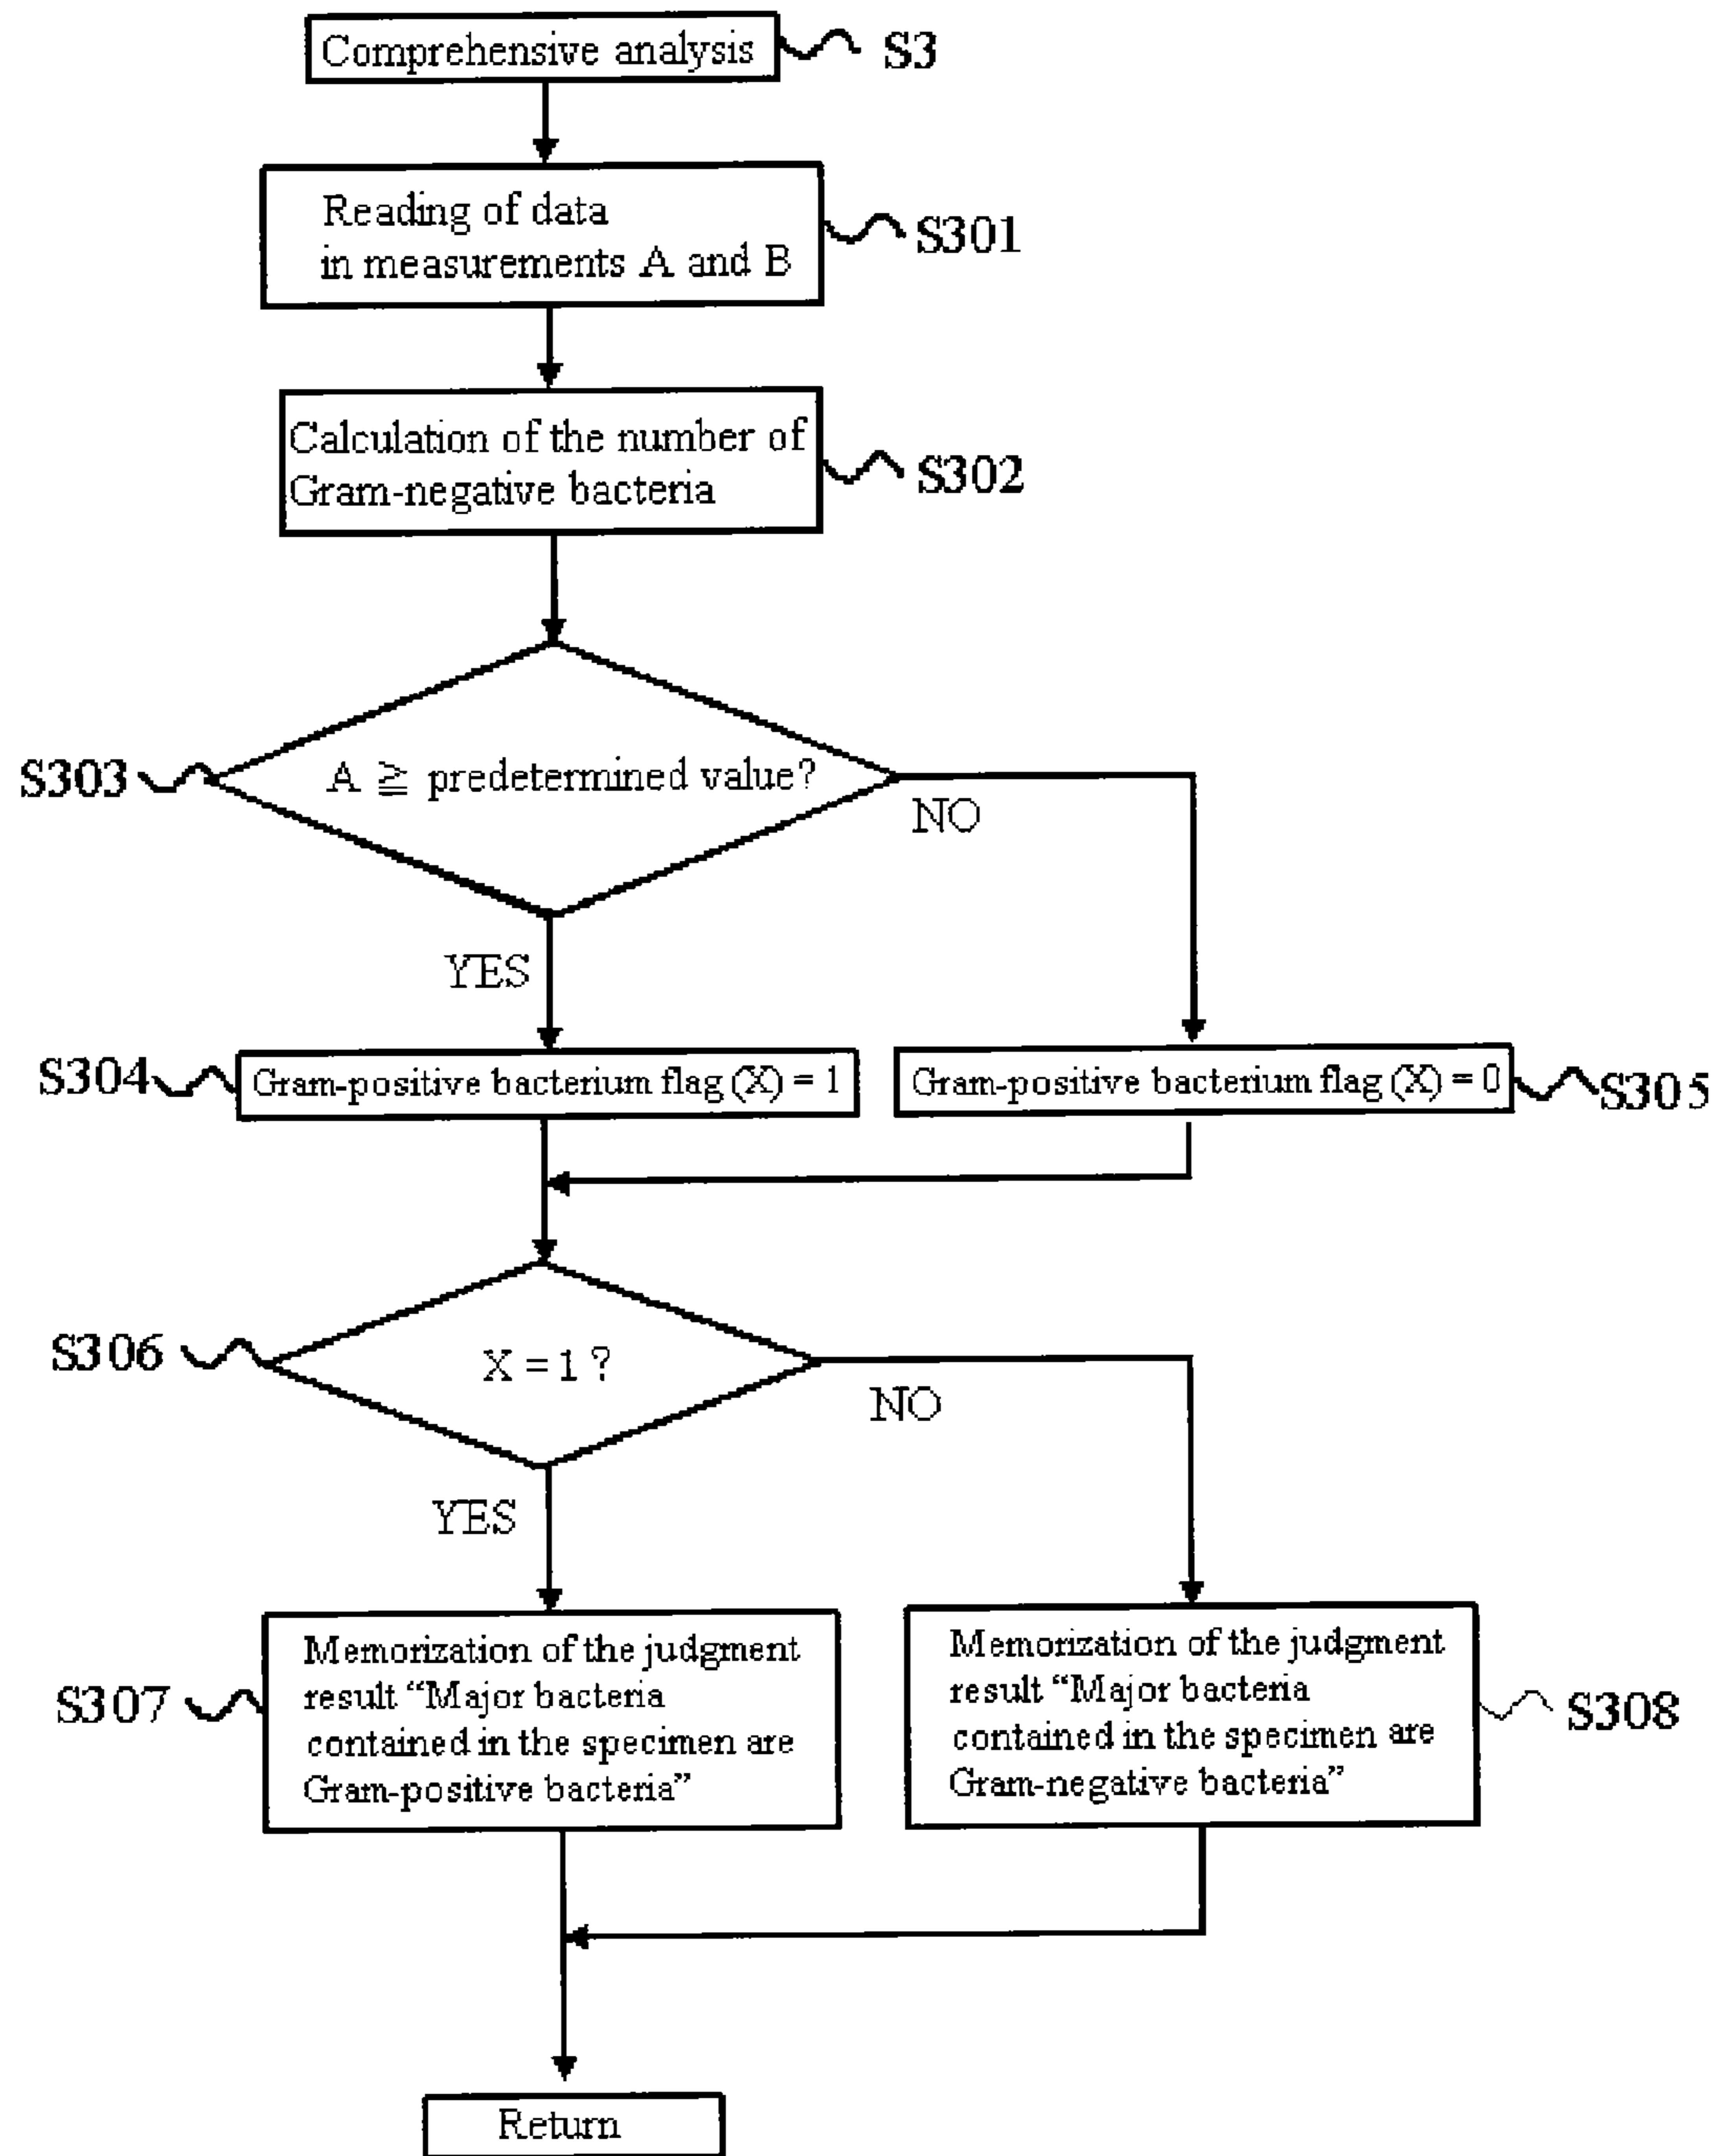 Comprehensive analysis
S3
Reading of data
in measurements A and B
S301
Calculation of the number of
Gram-negative bacteria
S302
S303
A ≧ predetermined value?
NO
YES
S304
Gram-positive bacterium flag (X) = 1
Gram-positive bacterium flag (X) = 0
S305
S306
X = 1 ?
NO
YES
S307
Memorization of the judgment
result “Major bacteria
contained in the specimen are
Gram-positive bacteria”
Memorization of the judgment
result “Major bacteria
contained in the specimen are
Gram-negative bacteria”
S308
Return